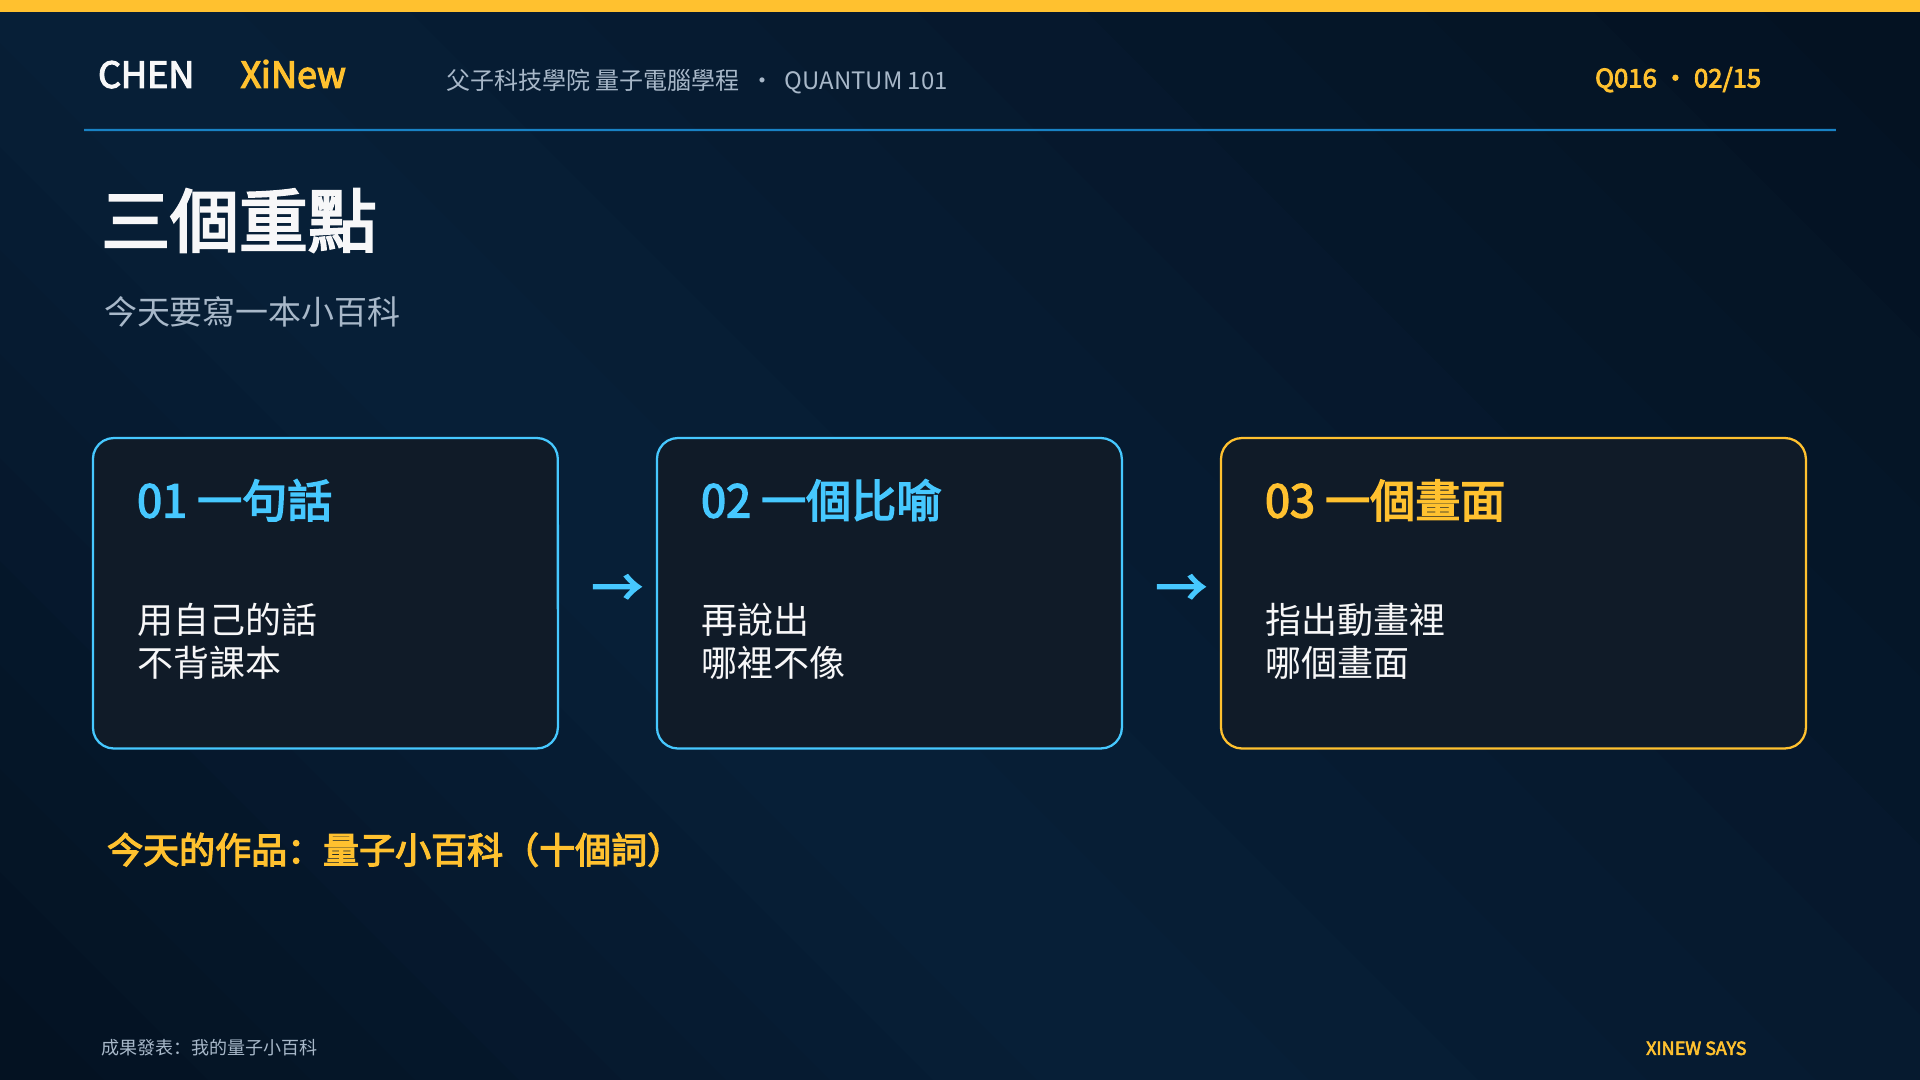 CHEN XiNew 父子科技學院 量子電腦學程 · QUANTUM 101 Q016 · 02/15
三個重點
今天要寫一本小百科
01 一句話
用自己的話
不背課本
→
02 一個比喻
再說出
哪裡不像
→
03 一個畫面
指出動畫裡
哪個畫面
今天的作品：量子小百科（十個詞）
成果發表：我的量子小百科
XINEW SAYS